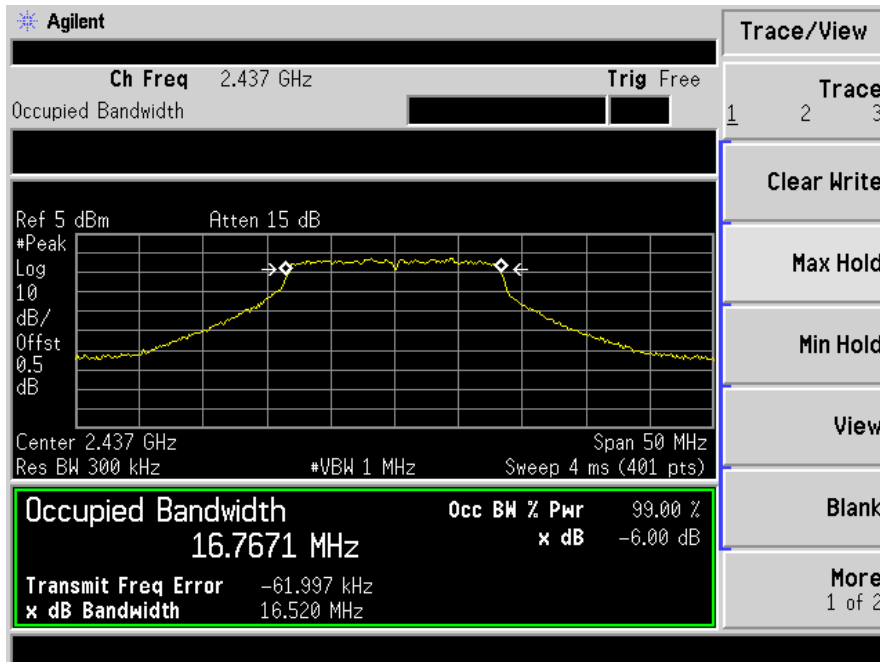 Agilent
Trace/View
Ch Freq 2.437 GHz Trig Free
Occupied Bandwidth
Trace
1 2 3
Clear Write
Max Hold
Min Hold
View
Blank
More
1 of 2
Ref 5 dBm Atten 15 dB
#Peak
Log
10
dB/
Offst
0.5
dB
Center 2.437 GHz Span 50 MHz
Res BW 300 kHz #VBW 1 MHz Sweep 4 ms (401 pts)
Occupied Bandwidth Occ BW % Pwr 99.00 %
16.7671 MHz x dB -6.00 dB
Transmit Freq Error -61.997 kHz
x dB Bandwidth 16.520 MHz